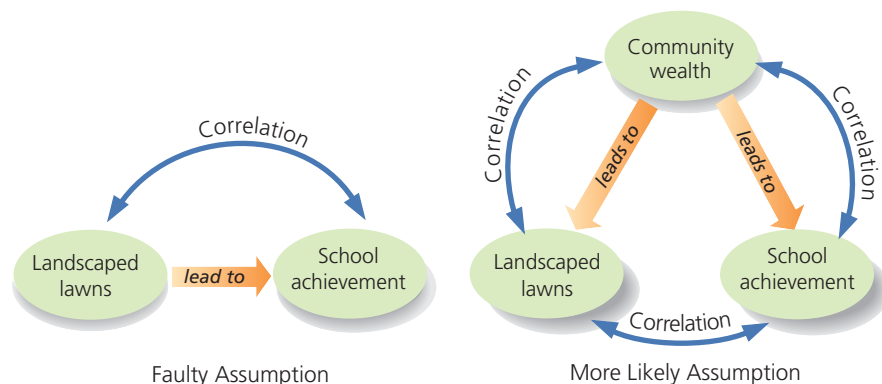 Correlation
Landscaped
lawns
lead to
School
achievement
Faulty Assumption
Community
wealth
Correlation
Correlation
leads to
leads to
Landscaped
lawns
School
achievement
Correlation
More Likely Assumption